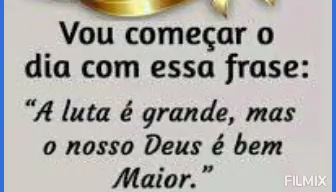 Vou começar o
dia com essa frase:
“A luta é grande, mas
o nosso Deus é bem
Maior.”
FILMIX